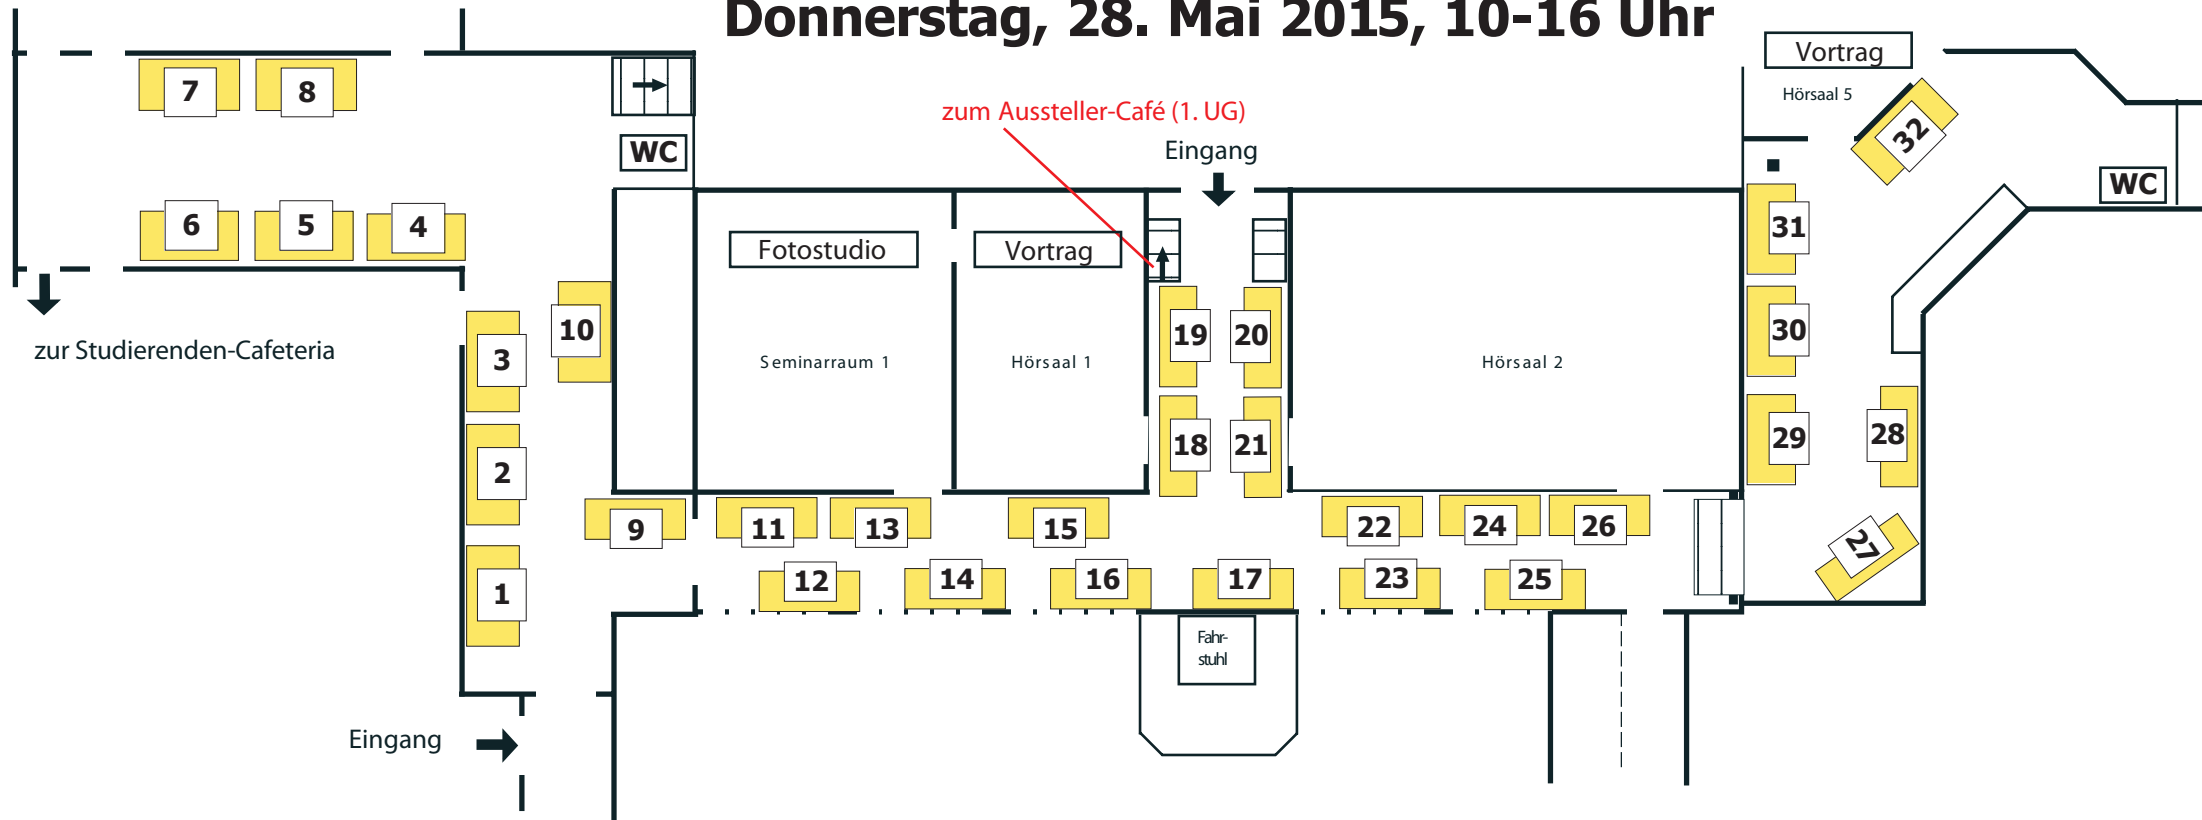 Donnerstag, 28. Mai 2015, 10-16 Uhr
Vortrag
Hörsaal 5
7
8
32
zum Aussteller-Café (1. UG)
Eingang
WC
WC
6
5
4
31
Fotostudio
Vortrag
10
19
20
30
zur Studierenden-Cafeteria
3
Seminarraum 1
Hörsaal 1
Hörsaal 2
18
21
29
28
2
9
11
13
15
22
24
26
27
1
12
14
16
17
23
25
Fahr-
stuhl
Eingang